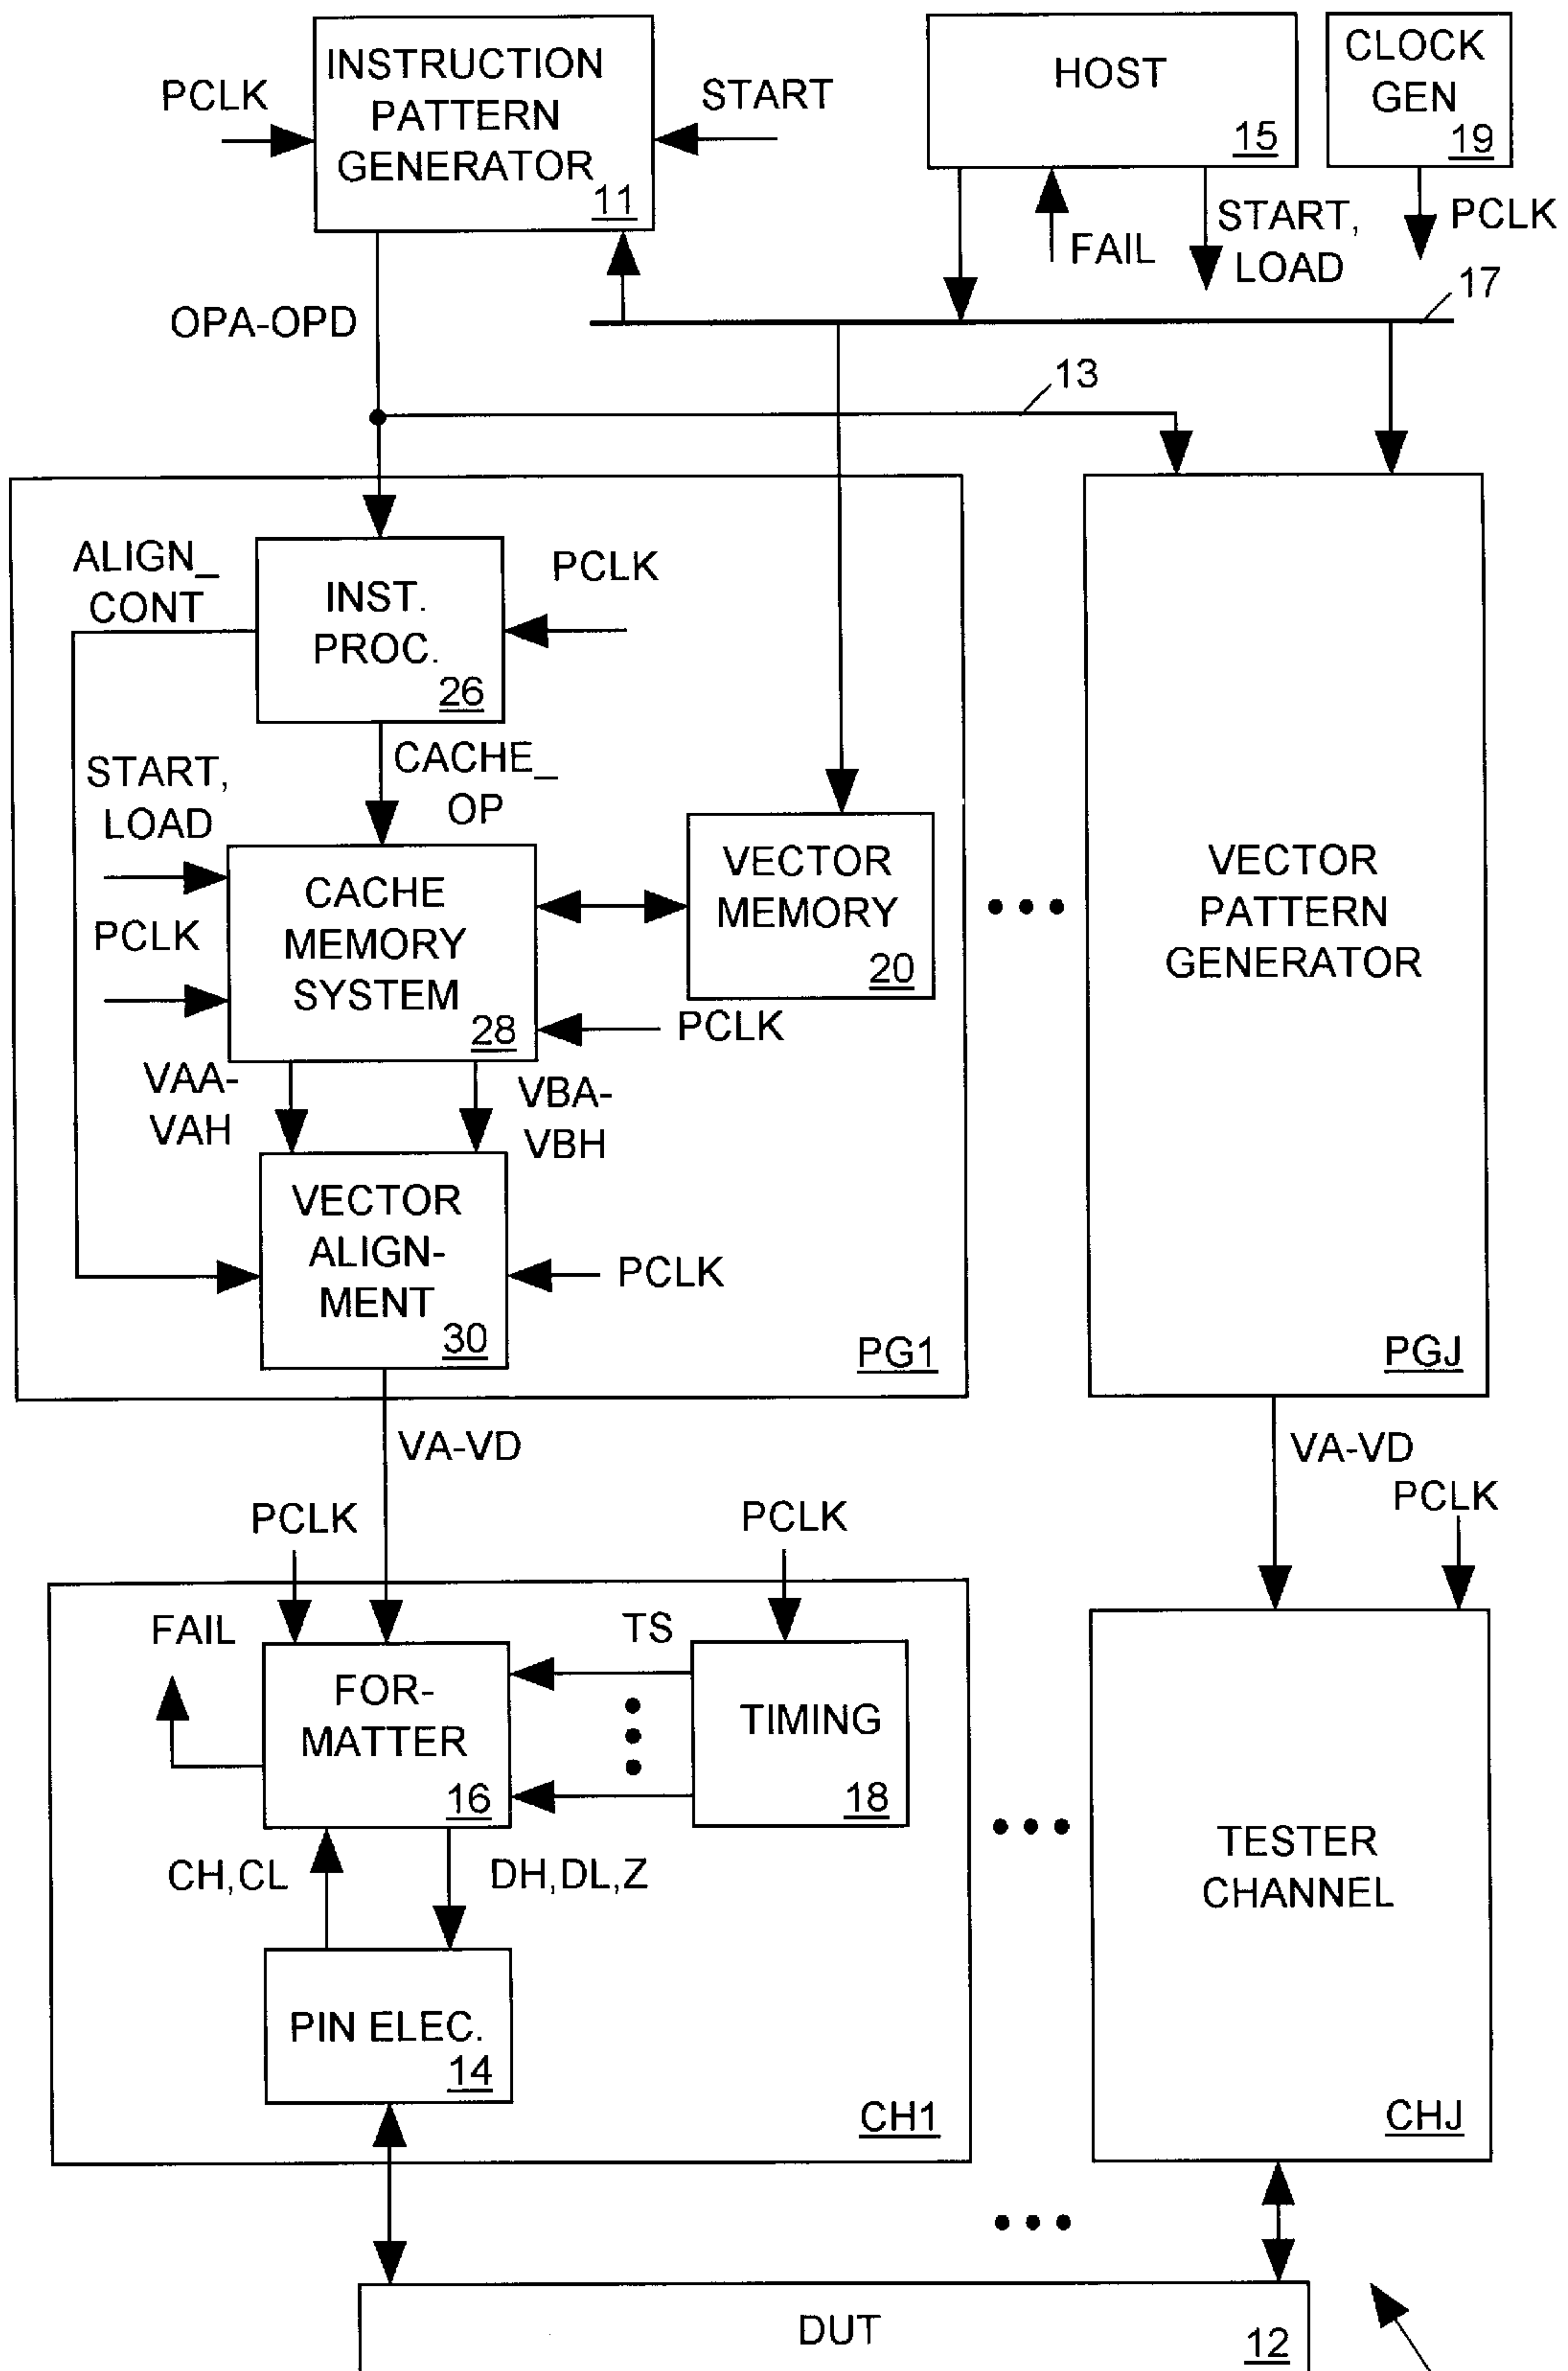 INSTRUCTION
PATTERN
GENERATOR
11
PCLK
START
HOST
15
CLOCK
GEN
19
FAIL
START,
LOAD
PCLK
17
OPA-OPD
13
ALIGN_
CONT
INST.
PROC.
26
PCLK
CACHE_
OP
START,
LOAD
PCLK
CACHE
MEMORY
SYSTEM
28
VECTOR
MEMORY
20
PCLK
VAA-
VAH
VBA-
VBH
VECTOR
ALIGN-
MENT
30
PCLK
PG1
VECTOR
PATTERN
GENERATOR
PGJ
VA-VD
VA-VD
PCLK
PCLK
PCLK
FAIL
FOR-
MATTER
16
TS
TIMING
18
CH,CL
DH,DL,Z
PIN ELEC.
14
CH1
TESTER
CHANNEL
CHJ
DUT
12